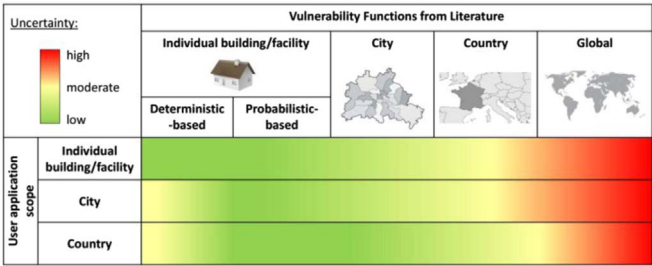 Uncertainty:
high
moderate
low
Vulnerability Functions from Literature
Individual building/facility
City
Country
Global
Deterministic
-based
Probabilistic-
based
User application
scope
Individual
building/facility
City
Country